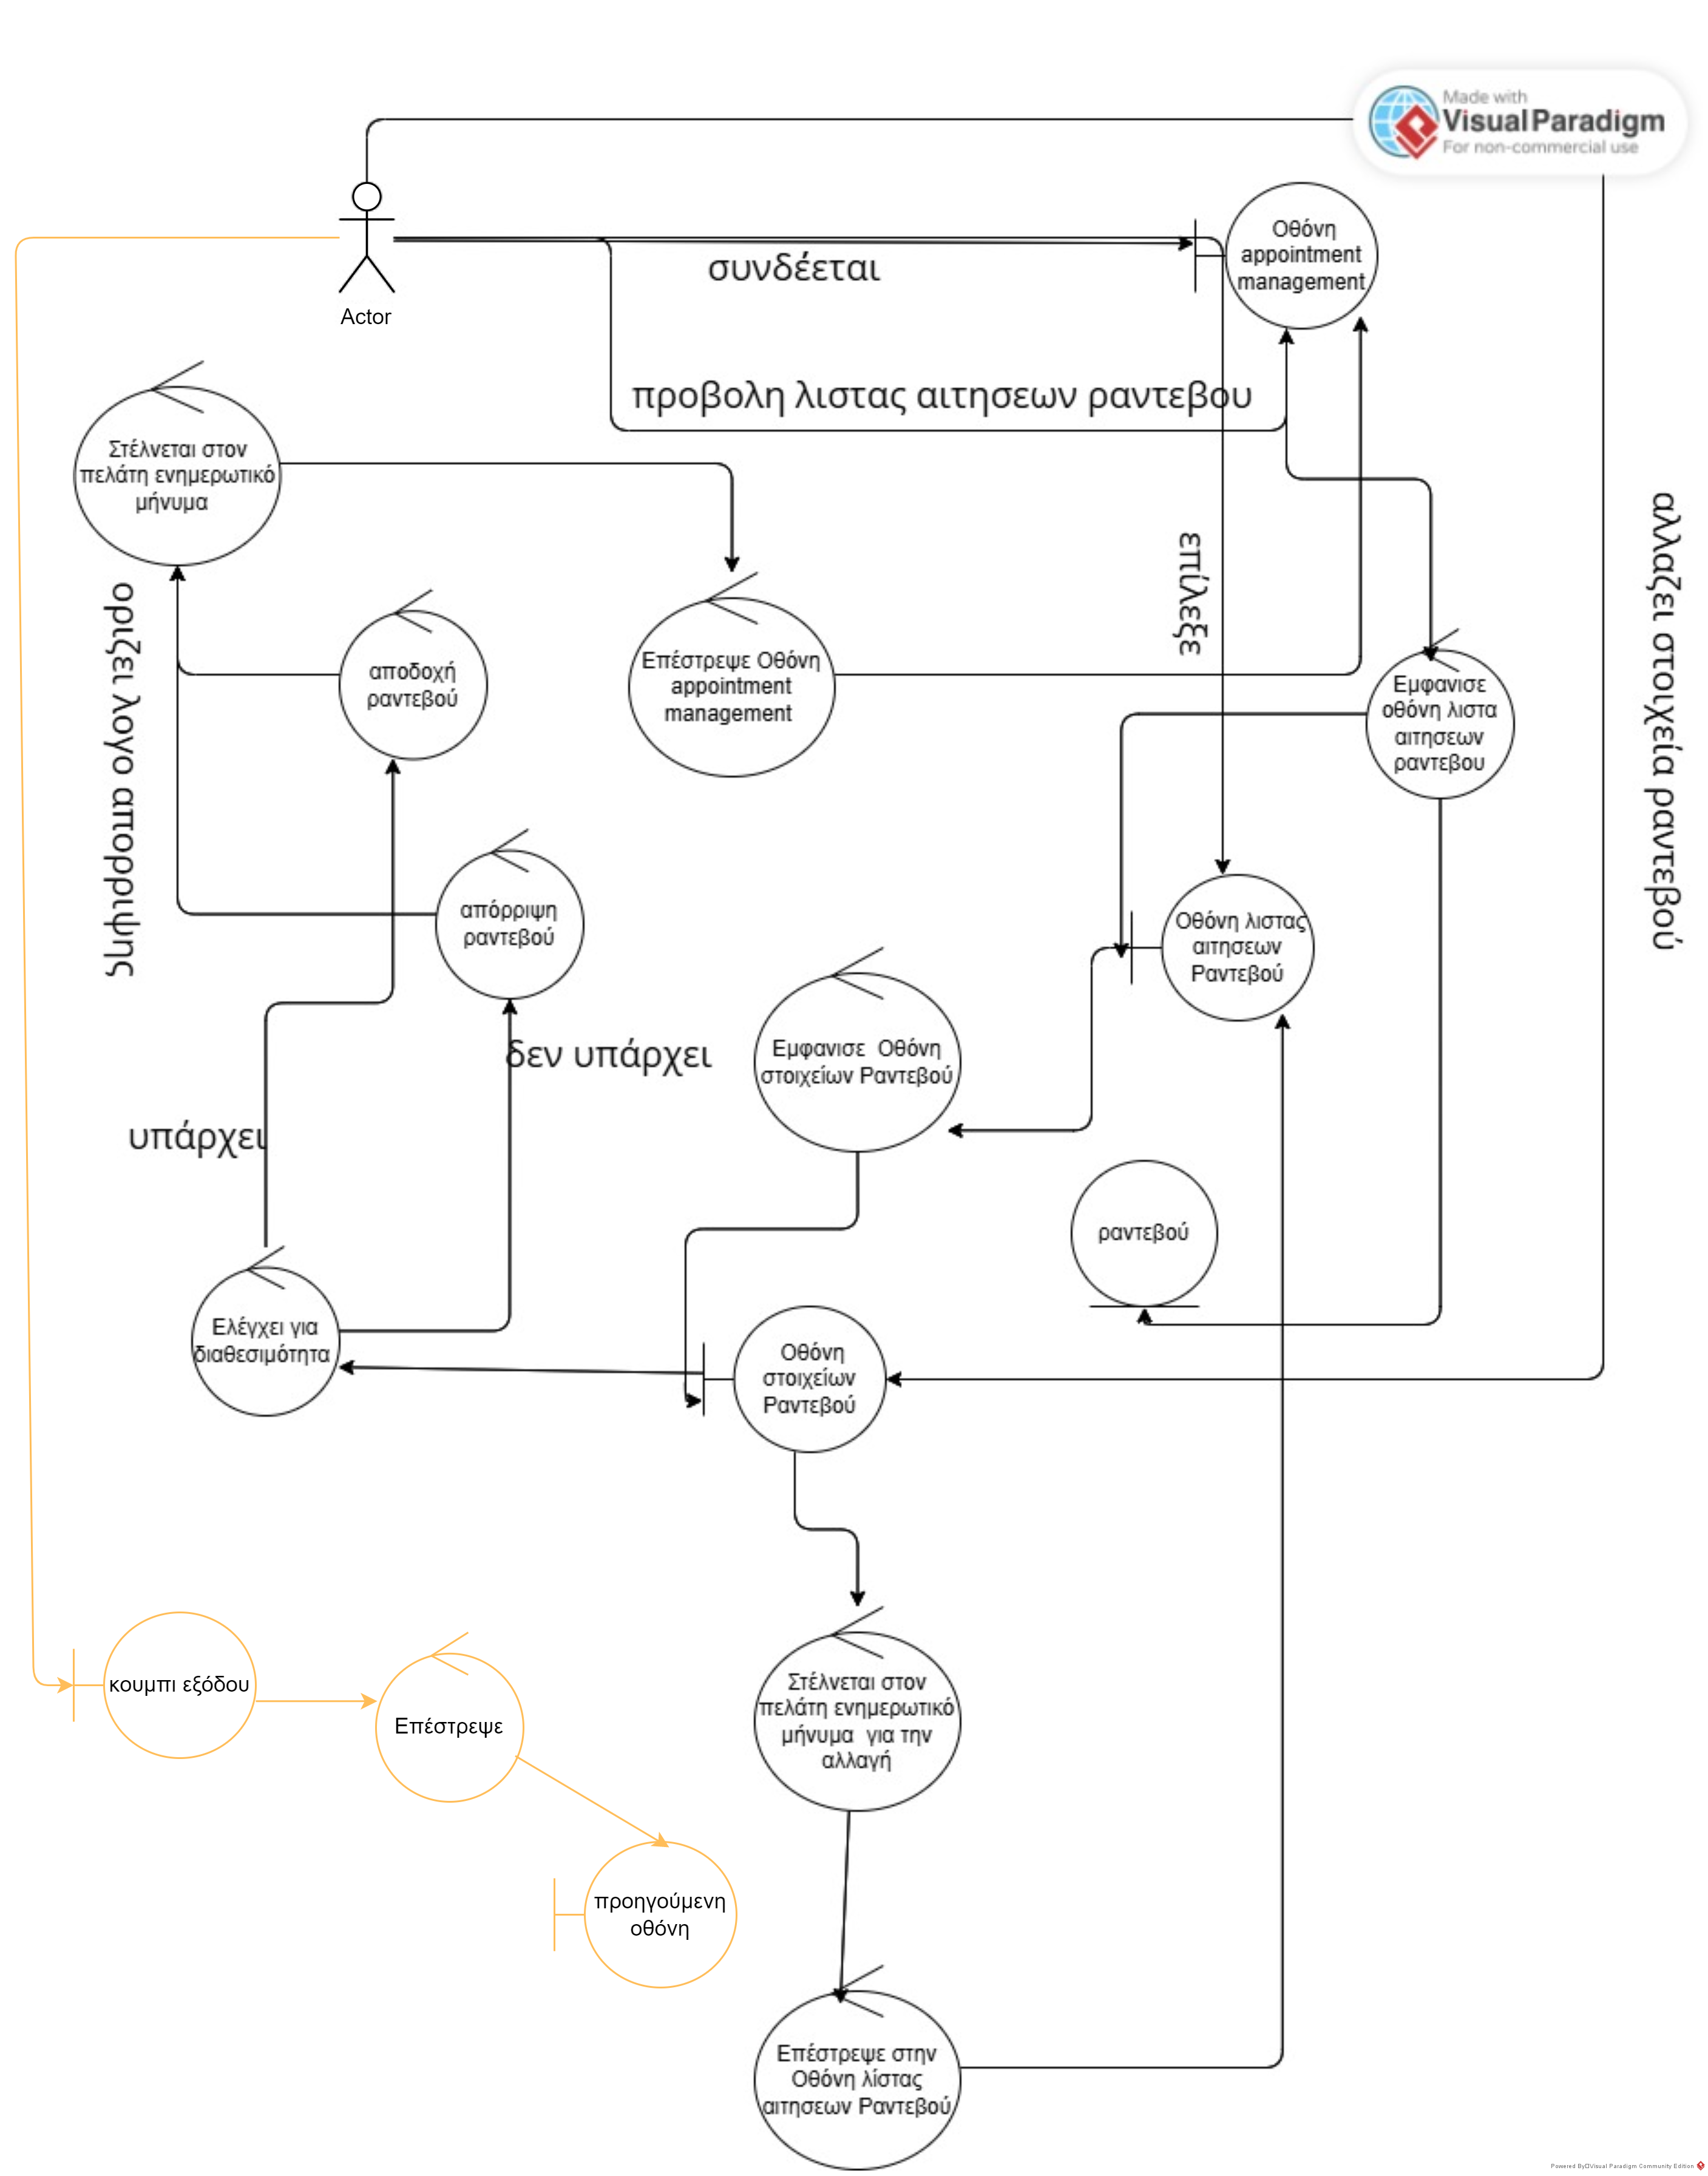 Made with
Visual Paradigm
For non-commercial use
Οθόνη
appointment
management
συνδέεται
Actor
προβολη λιστας αιτησεων ραντεβου
Στέλνεται στον
πελάτη ενημερωτικό
μήνυμα
αλλαζει στοιχεία ραντεβού
επίλεξε
οριζει λογο απορριψης
αποδοχή
ραντεβού
Επέστρεψε Οθόνη
appointment
management
Εμφανισε
οθόνη λιστα
αιτησεων
ραντεβου
απόρριψη
ραντεβού
Οθόνη λιστας
αιτησεων
Ραντεβού
δεν υπάρχει
Εμφανισε Οθόνη
στοιχείων Ραντεβού
υπάρχει
ραντεβού
Ελέγχει για
διαθεσιμότητα
Οθόνη
στοιχείων
Ραντεβού
κουμπι εξόδου
Επέστρεψε
Στέλνεται στον
πελάτη ενημερωτικό
μήνυμα για την
αλλαγή
προηγούμενη
οθόνη
Επέστρεψε στην
Οθόνη λίστας
αιτησεων Ραντεβού
Powered By Visual Paradigm Community Edition